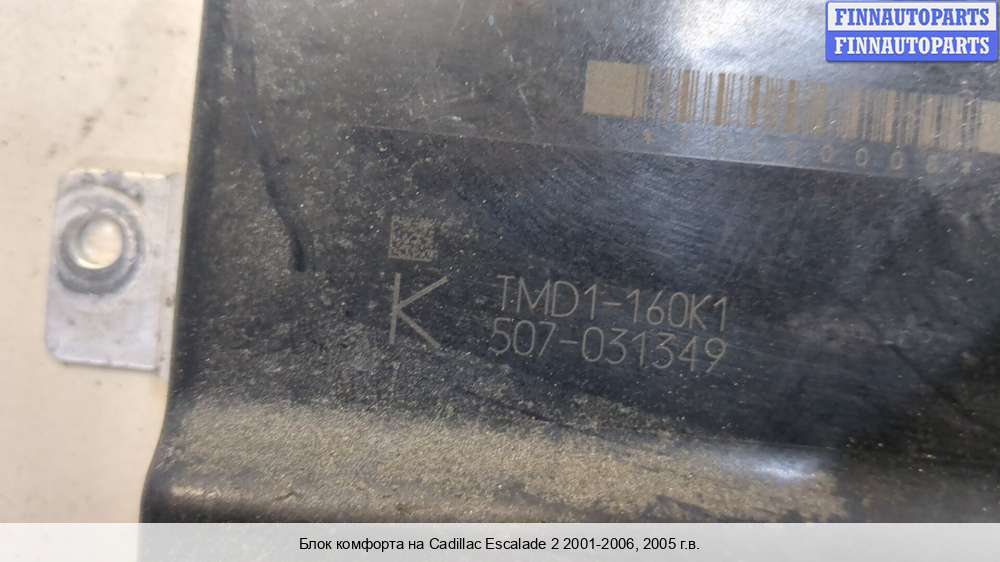 FINNAUTOPARTS
FINNAUTOPARTS
K
TMD1-160K1
507-031349
Блок комфорта на Cadillac Escalade 2 2001-2006, 2005 г.в.